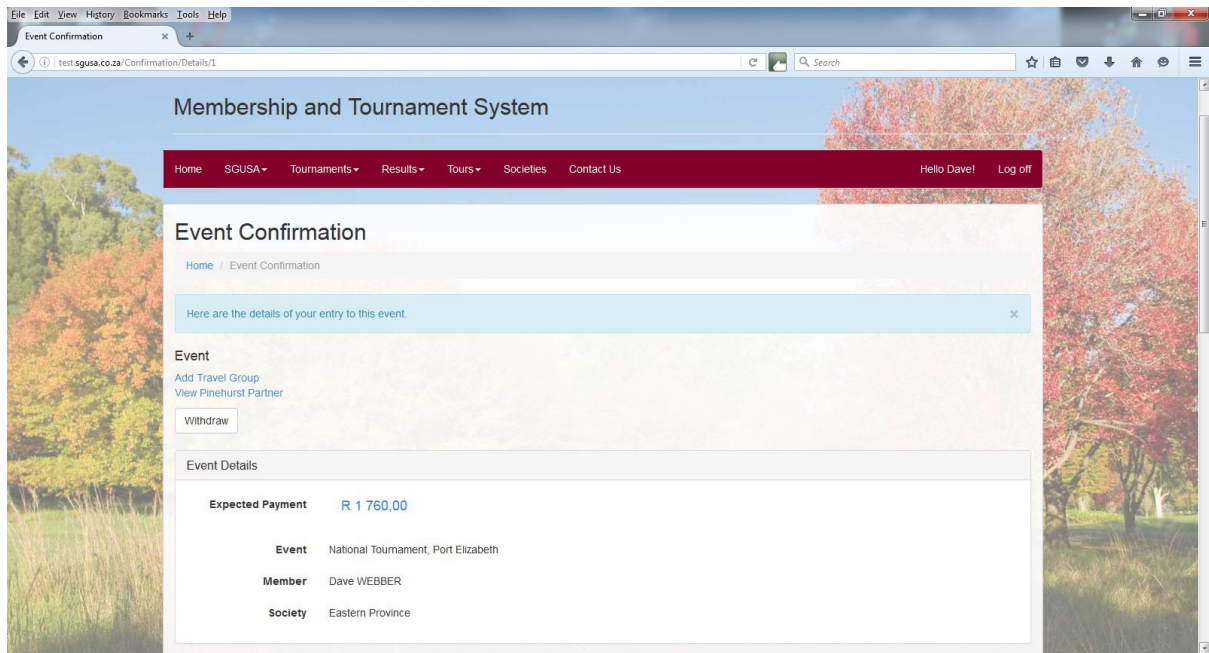 File Edit View History Bookmarks Tools Help
Event Confirmation × +
test.sgusa.co.za/Confirmation/Details/1 Search
Membership and Tournament System
Home SGUSA Tournaments Results Tours Societies Contact Us Hello Dave! Log off
Event Confirmation
Home / Event Confirmation
Here are the details of your entry to this event. ×
Event
Add Travel Group
View Pinehurst Partner
Withdraw
Event Details
Expected Payment R 1 760,00
Event National Tournament, Port Elizabeth
Member Dave WEBBER
Society Eastern Province